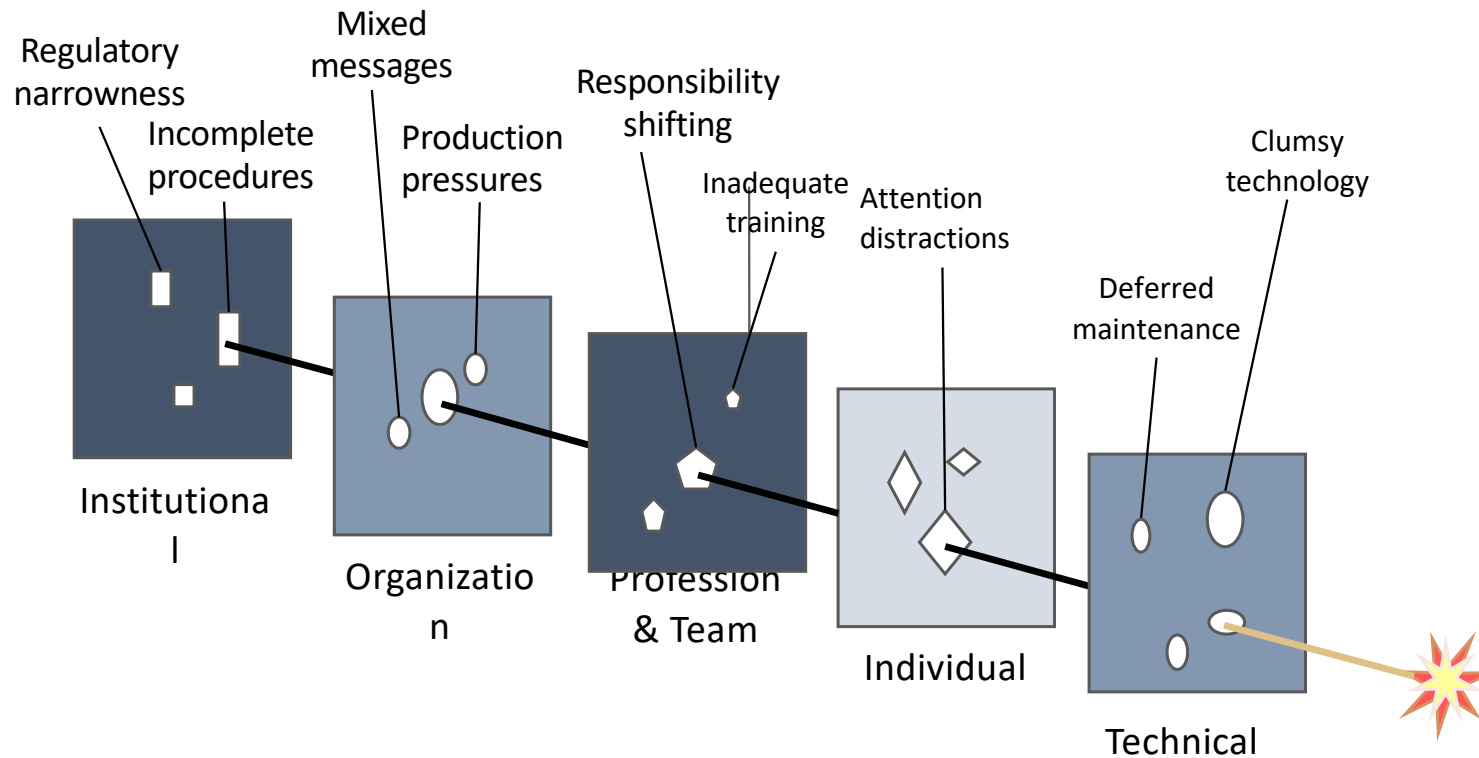 Regulatory
narrowness
Incomplete
procedures
Mixed
messages
Production
pressures
Responsibility
shifting
Inadequate
training
Attention
distractions
Deferred
maintenance
Clumsy
technology
Institutiona
l
Organizatio
n
Profession
& Team
Individual
Technical